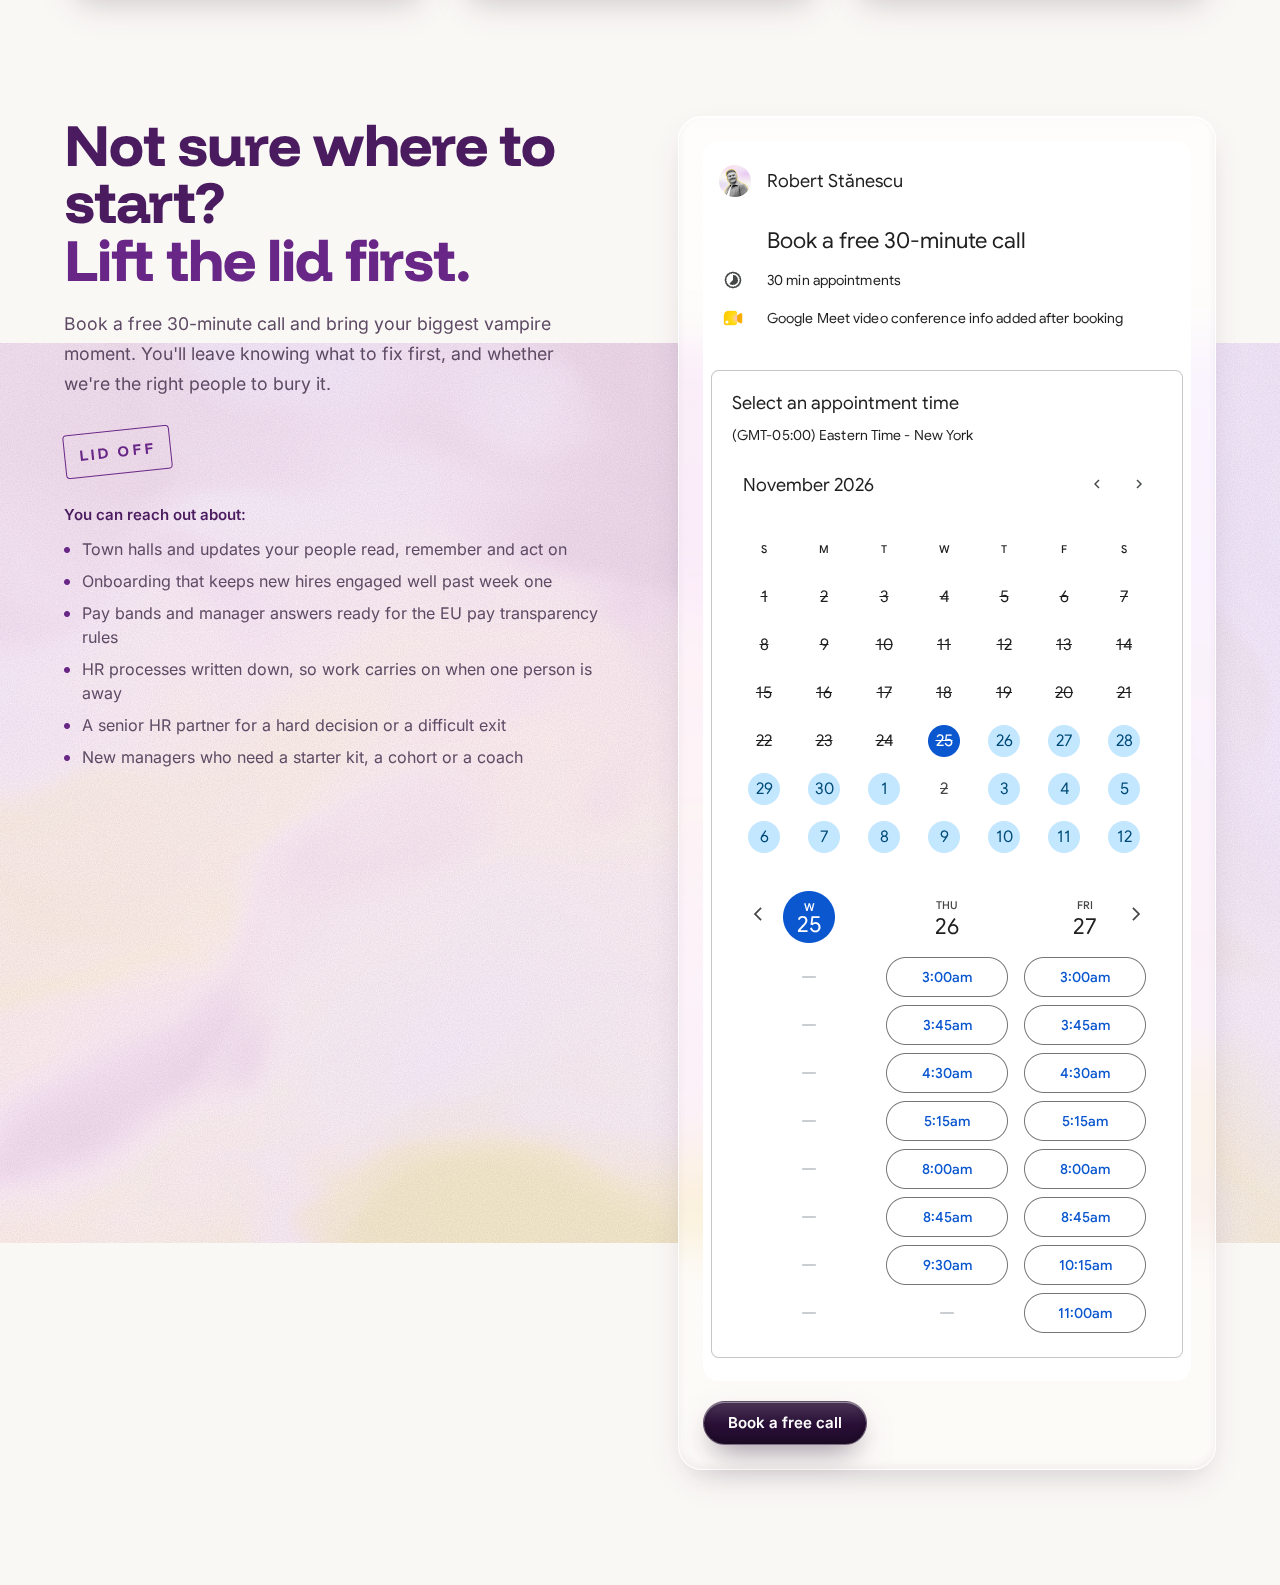 Not sure where to
start?
Lift the lid first.
Book a free 30-minute call and bring your biggest vampire
moment. You'll leave knowing what to fix first, and whether
we're the right people to bury it.
LID OFF
You can reach out about:
Town halls and updates your people read, remember and act on
Onboarding that keeps new hires engaged well past week one
Pay bands and manager answers ready for the EU pay transparency
rules
HR processes written down, so work carries on when one person is
away
A senior HR partner for a hard decision or a difficult exit
New managers who need a starter kit, a cohort or a coach
Robert Stănescu
Book a free 30-minute call
30 min appointments
Google Meet video conference info added after booking
Select an appointment time
(GMT-05:00) Eastern Time - New York
November 2026
S M T W T F S
1 2 3 4 5 6 7
8 9 10 11 12 13 14
15 16 17 18 19 20 21
22 23 24 25 26 27 28
29 30 1 2 3 4 5
6 7 8 9 10 11 12
W THU FRI
25 26 27
— 3:00am 3:00am
— 3:45am 3:45am
— 4:30am 4:30am
— 5:15am 5:15am
— 8:00am 8:00am
— 8:45am 8:45am
— 9:30am 10:15am
— — 11:00am
Book a free call